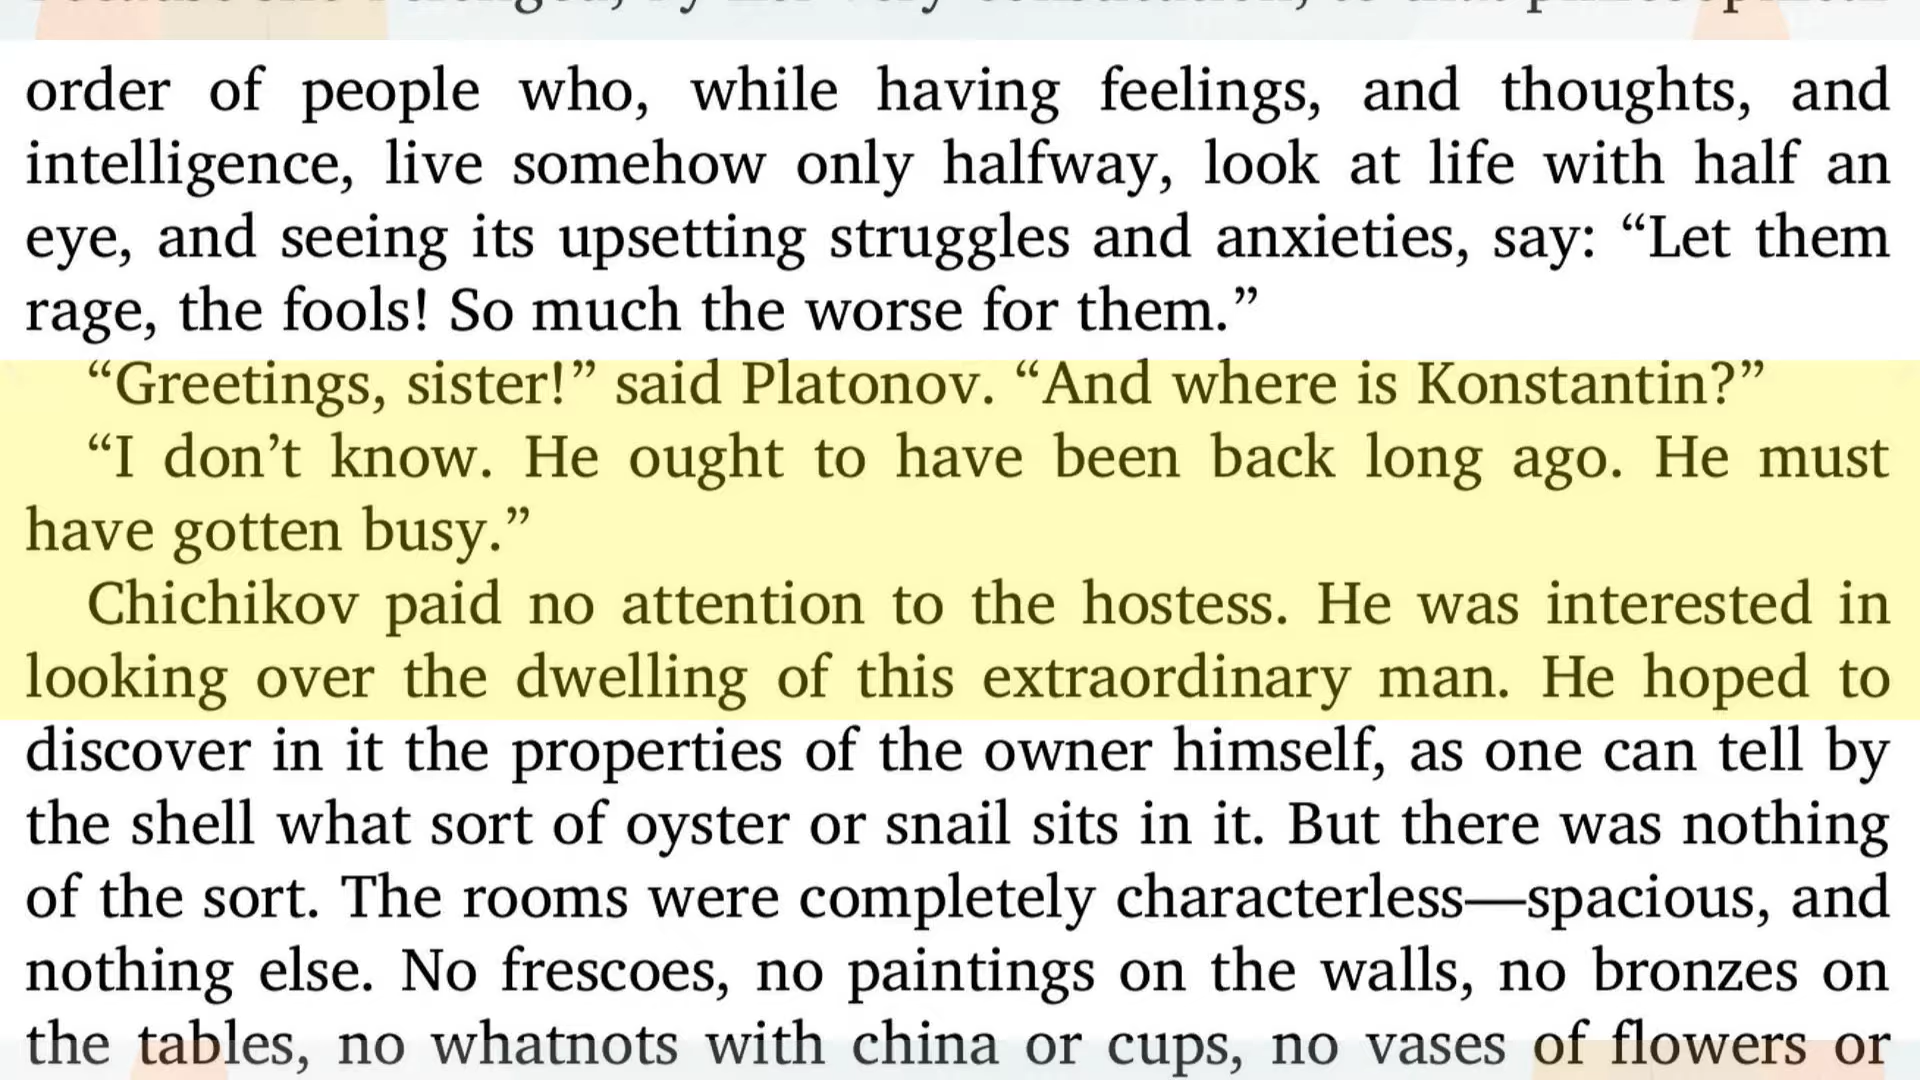 order of people who, while having feelings, and thoughts, and
intelligence, live somehow only halfway, look at life with half an
eye, and seeing its upsetting struggles and anxieties, say: “Let them
rage, the fools! So much the worse for them.”
“Greetings, sister!” said Platonov. “And where is Konstantin?”
“I don’t know. He ought to have been back long ago. He must
have gotten busy.”
Chichikov paid no attention to the hostess. He was interested in
looking over the dwelling of this extraordinary man. He hoped to
discover in it the properties of the owner himself, as one can tell by
the shell what sort of oyster or snail sits in it. But there was nothing
of the sort. The rooms were completely characterless—spacious, and
nothing else. No frescoes, no paintings on the walls, no bronzes on
the tables, no whatnots with china or cups, no vases of flowers or